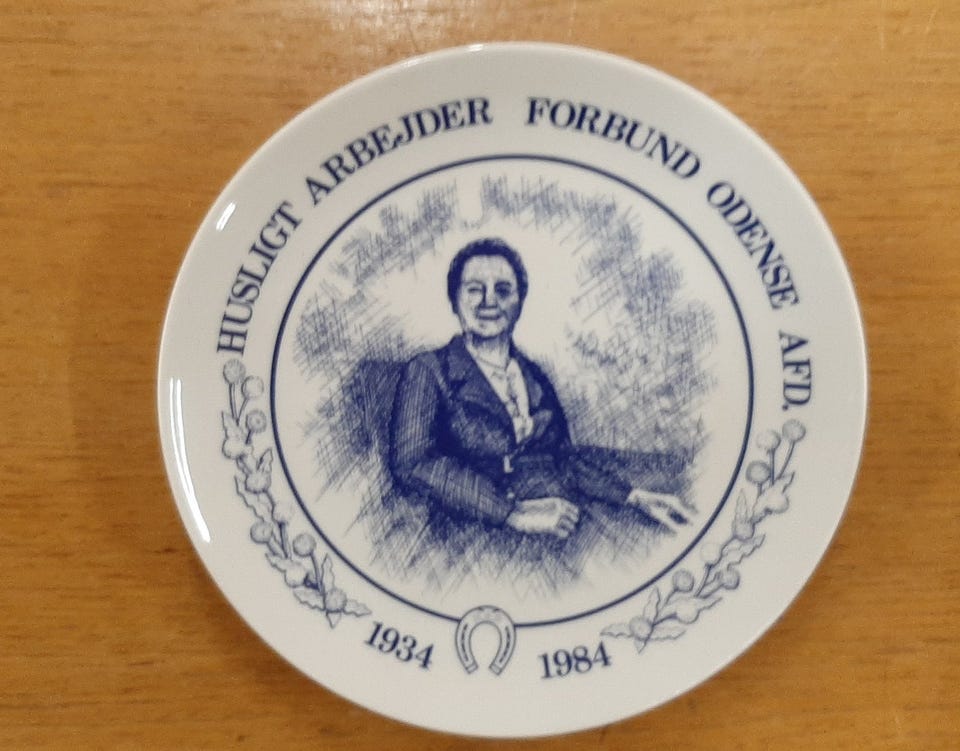 HUSLIGT ARBEJDER FORBUND ODENSE AFD.
1934 1984